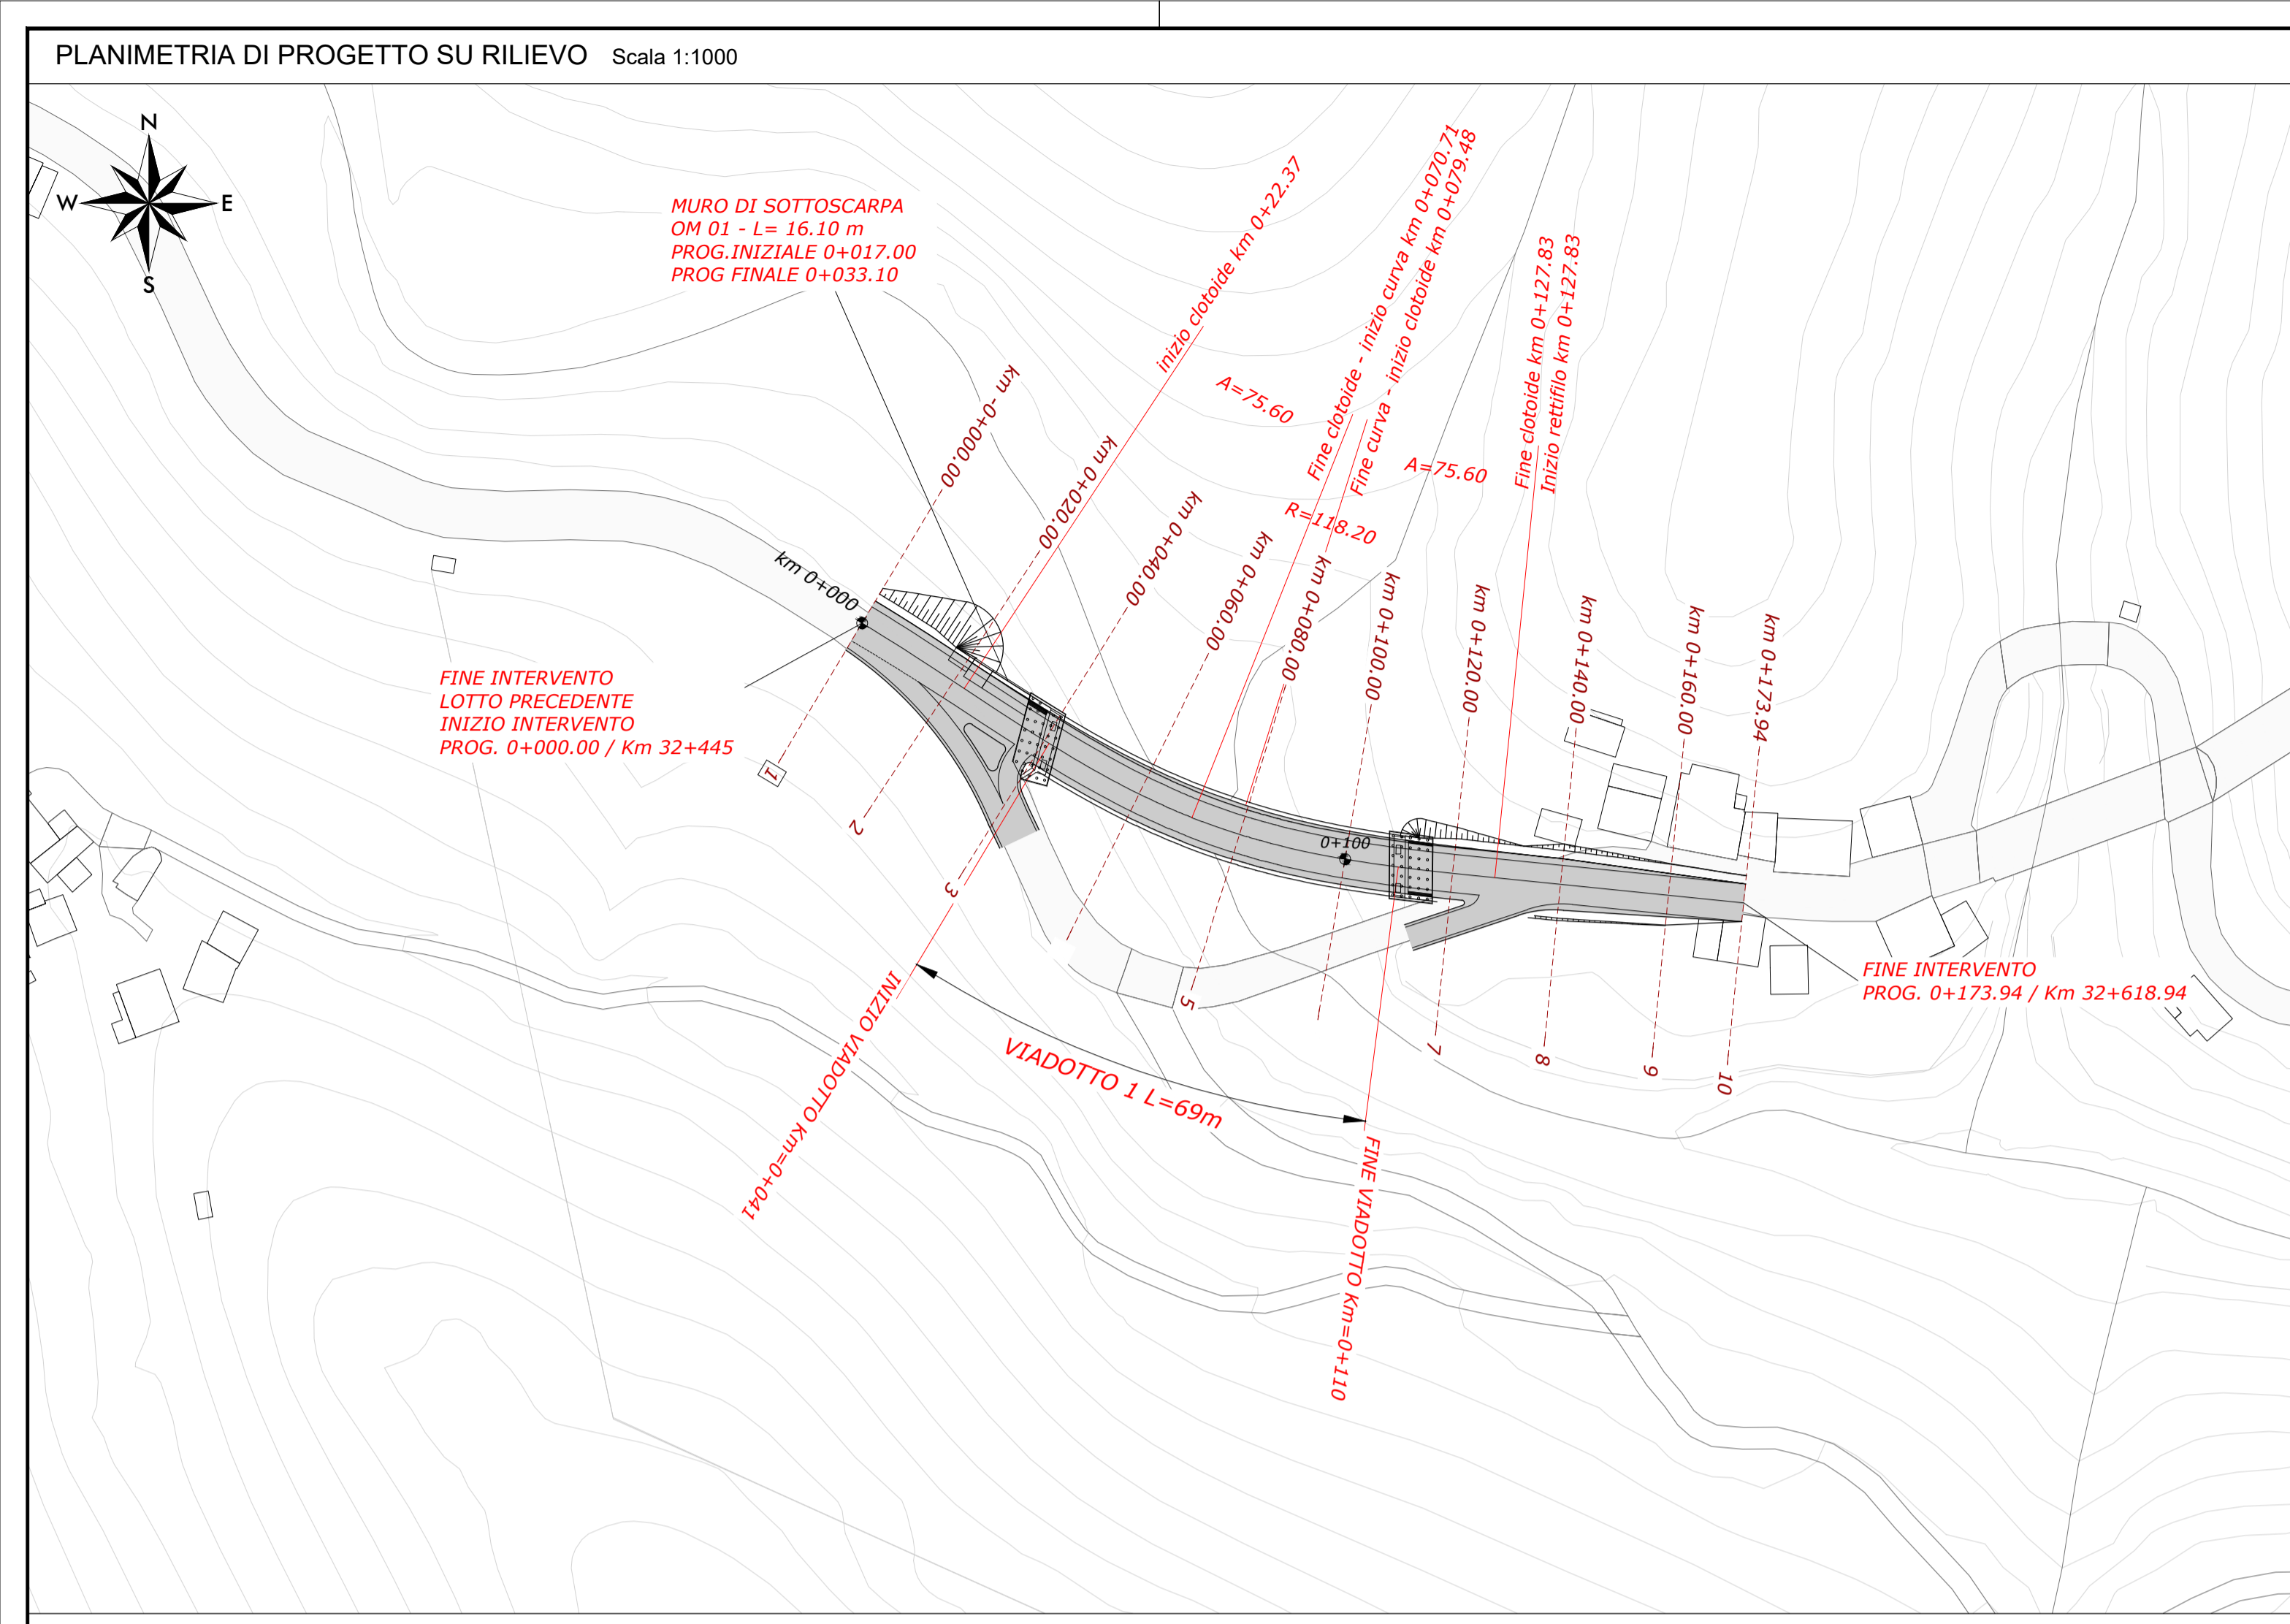 PLANIMETRIA DI PROGETTO SU RILIEVO Scala 1:1000
N
W
E
S
MURO DI SOTTOSCARPA
OM 01 - L= 16.10 m
PROG.INIZIALE 0+017.00
PROG FINALE 0+033.10
inizio clotoide km 0+22.37
A=75.60
Fine clotoide - inizio curva km 0+070.71
Fine curva - inizio clotoide km 0+079.48
A=75.60
R=118.20
Fine clotoide km 0+127.83
Inizio rettifilo km 0+127.83
km -0+000.00
km 0+020.00
km 0+040.00
km 0+060.00
km 0+080.00
km 0+100.00
km 0+120.00
km 0+140.00
km 0+160.00
km 0+173.94
km 0+000
0+100
FINE INTERVENTO
LOTTO PRECEDENTE
INIZIO INTERVENTO
PROG. 0+000.00 / Km 32+445
1
2
3
5
7
8
9
10
FINE INTERVENTO
PROG. 0+173.94 / Km 32+618.94
INIZIO VIADOTTO Km=0+041
VIADOTTO 1 L=69m
FINE VIADOTTO Km=0+110